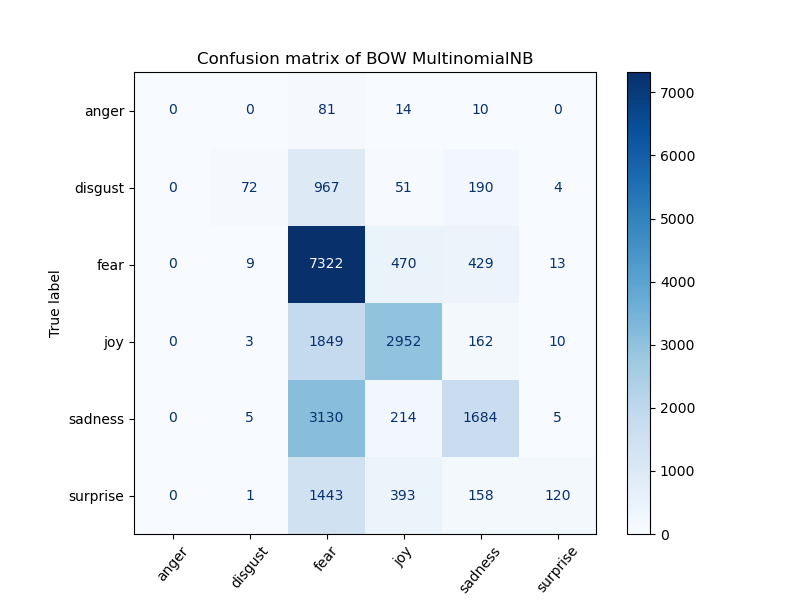 Confusion matrix of BOW MultinomialNB
True label
anger 0 0 81 14 10 0
disgust 0 72 967 51 190 4
fear 0 9 7322 470 429 13
joy 0 3 1849 2952 162 10
sadness 0 5 3130 214 1684 5
surprise 0 1 1443 393 158 120
anger disgust fear joy sadness surprise
7000
6000
5000
4000
3000
2000
1000
0